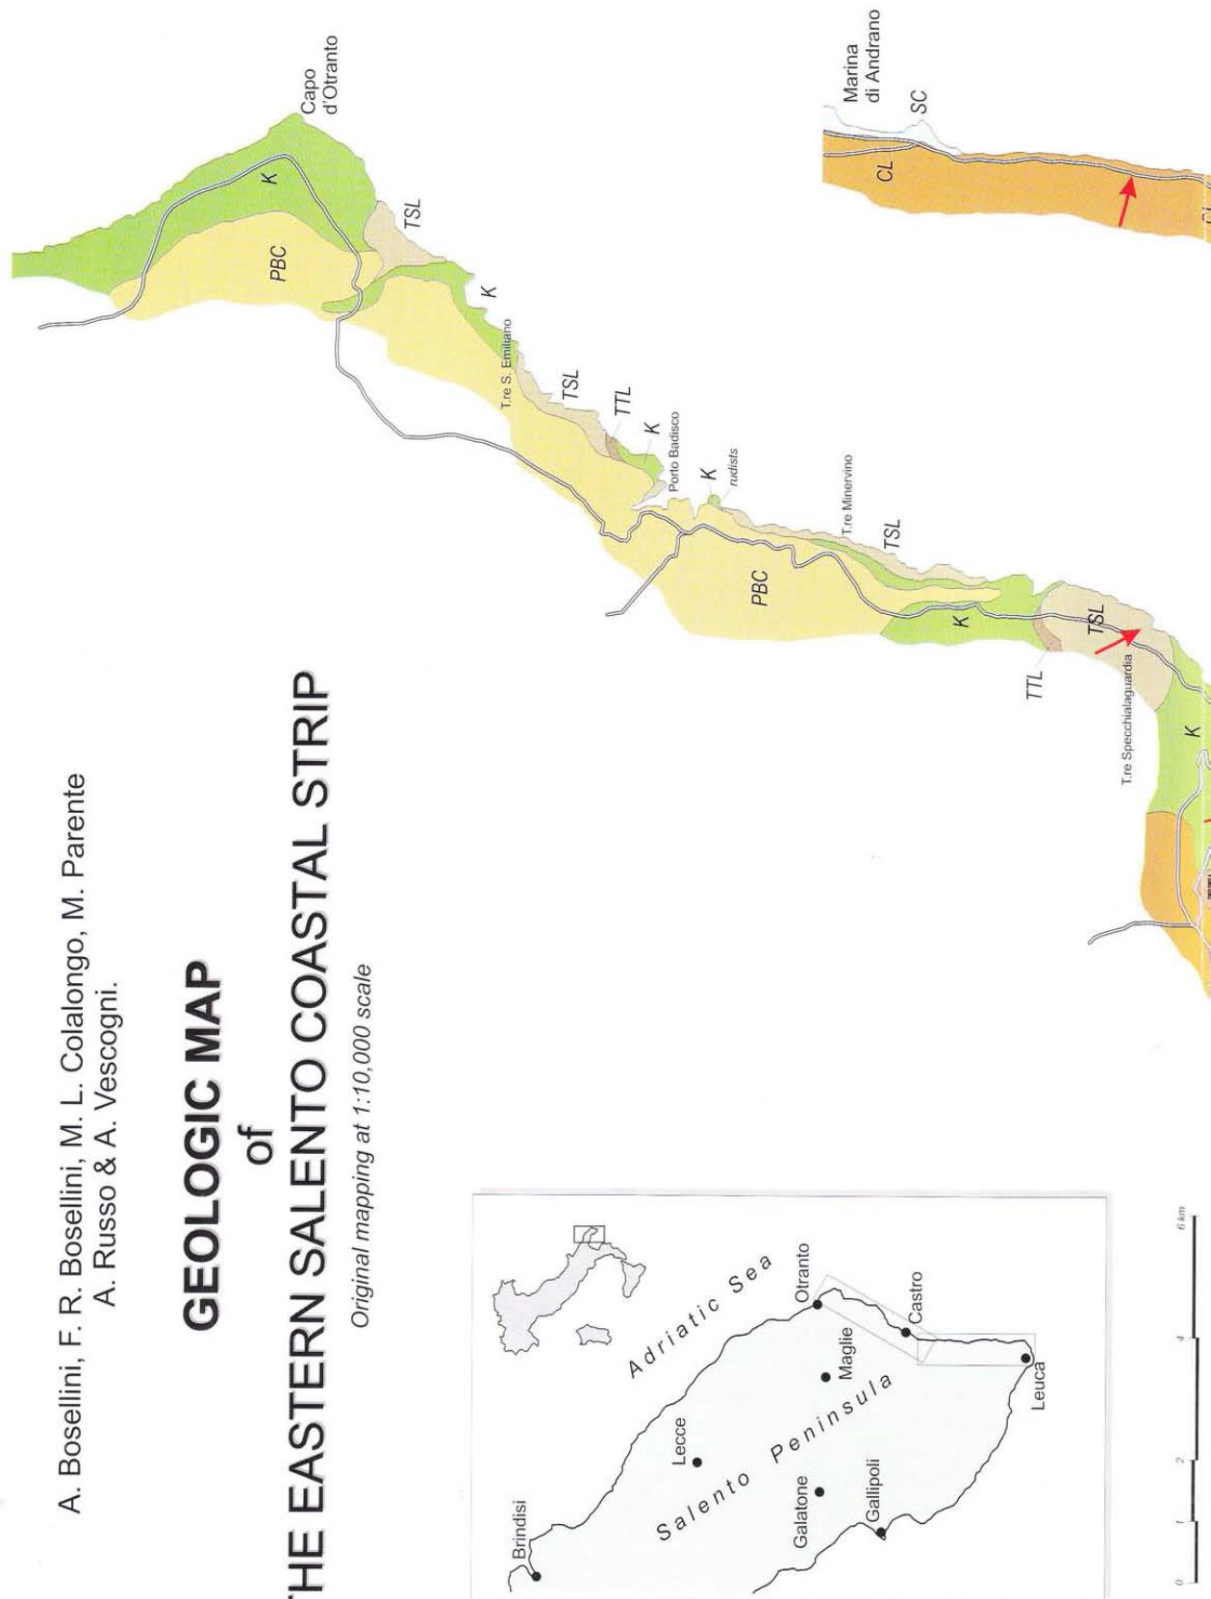 A. Bosellini, F. R. Bosellini, M. L. Colalongo, M. Parente
A. Russo & A. Vescogni.
GEOLOGIC MAP
of
THE EASTERN SALENTO COASTAL STRIP
Original mapping at 1:10,000 scale
Capo
d'Otranto
K
PBC
TSL
K
T.re S. Emiliano
TSL
TTL
K
Porto Badisco
K
rudists
T.re Minervino
TSL
PBC
K
TTL
TSL
T.re Specchialaguardia
K
Marina
di Andrano
SC
CL
CL
Brindisi
Lecce
Adriatic Sea
Otranto
Maglie
Castro
Salento Peninsula
Galatone
Gallipoli
Leuca
0 1 2 4 6 km